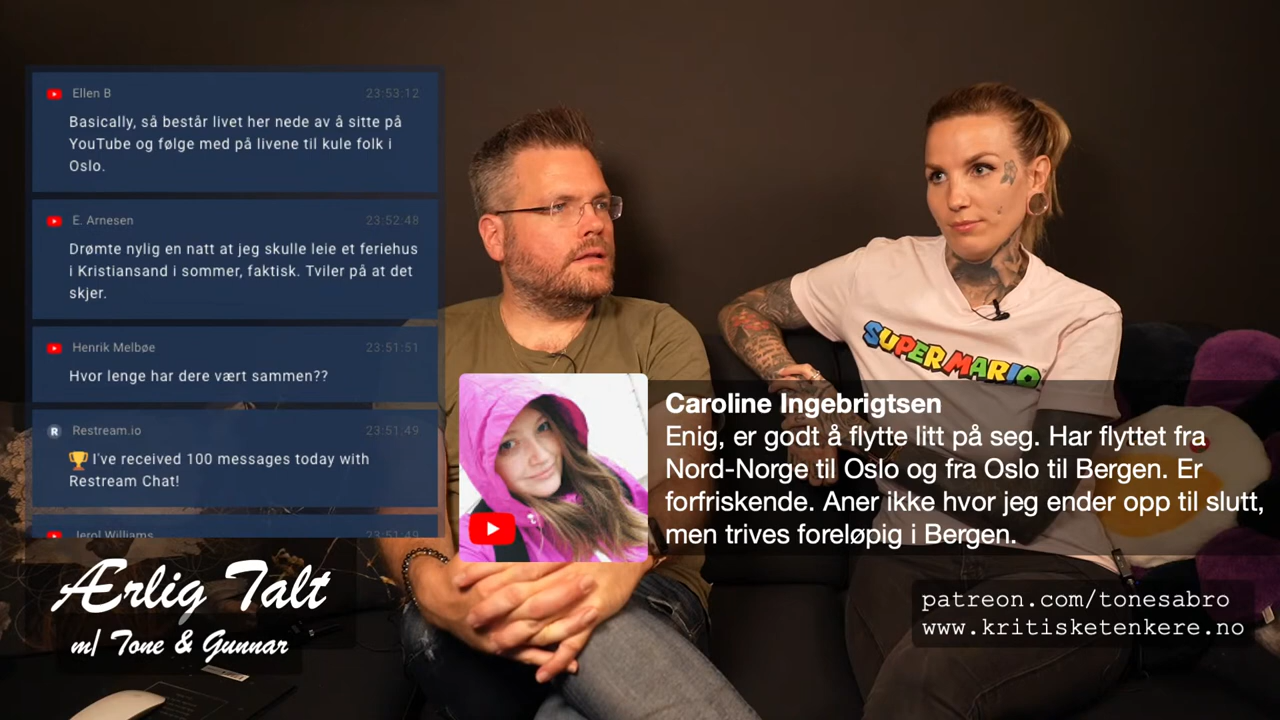 Ellen B 23:53:12
Basically, så består livet her nede av å sitte på
YouTube og følge med på livene til kule folk i
Oslo.
E. Arnesen 23:52:48
Drømte nylig en natt at jeg skulle leie et feriehus
i Kristiansand i sommer, faktisk. Tviler på at det
skjer.
Henrik Melbøe 23:51:51
Hvor lenge har dere vært sammen??
R Restream.io 23:51:49
🏆 I've received 100 messages today with
Restream Chat!
Jerol Williams 23:51:49
SUPER MARIO
Caroline Ingebrigtsen
Enig, er godt å flytte litt på seg. Har flyttet fra
Nord-Norge til Oslo og fra Oslo til Bergen. Er
forfriskende. Aner ikke hvor jeg ender opp til slutt,
men trives foreløpig i Bergen.
Ærlig Talt
m/ Tone & Gunnar
patreon.com/tonesabro
www.kritisketenkere.no